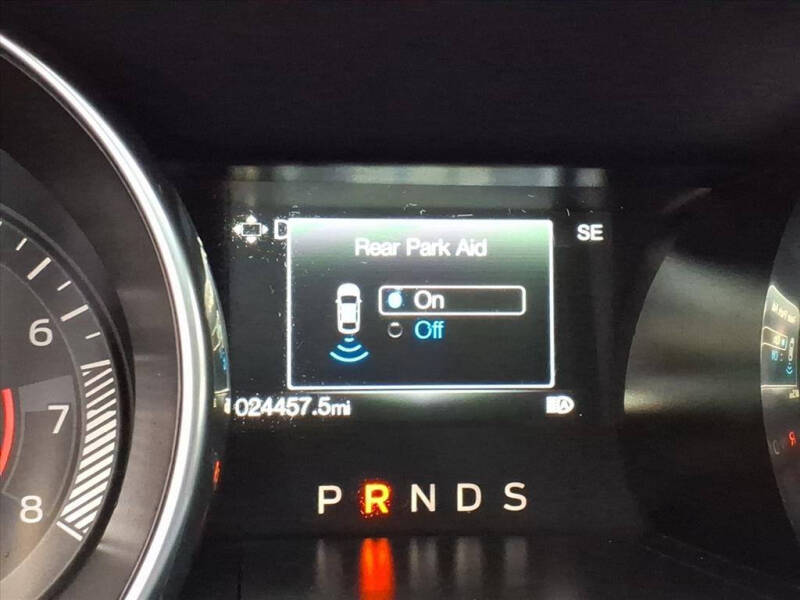 SE
Rear Park Aid
On
Off
024457.5mi
6
7
8
P R N D S